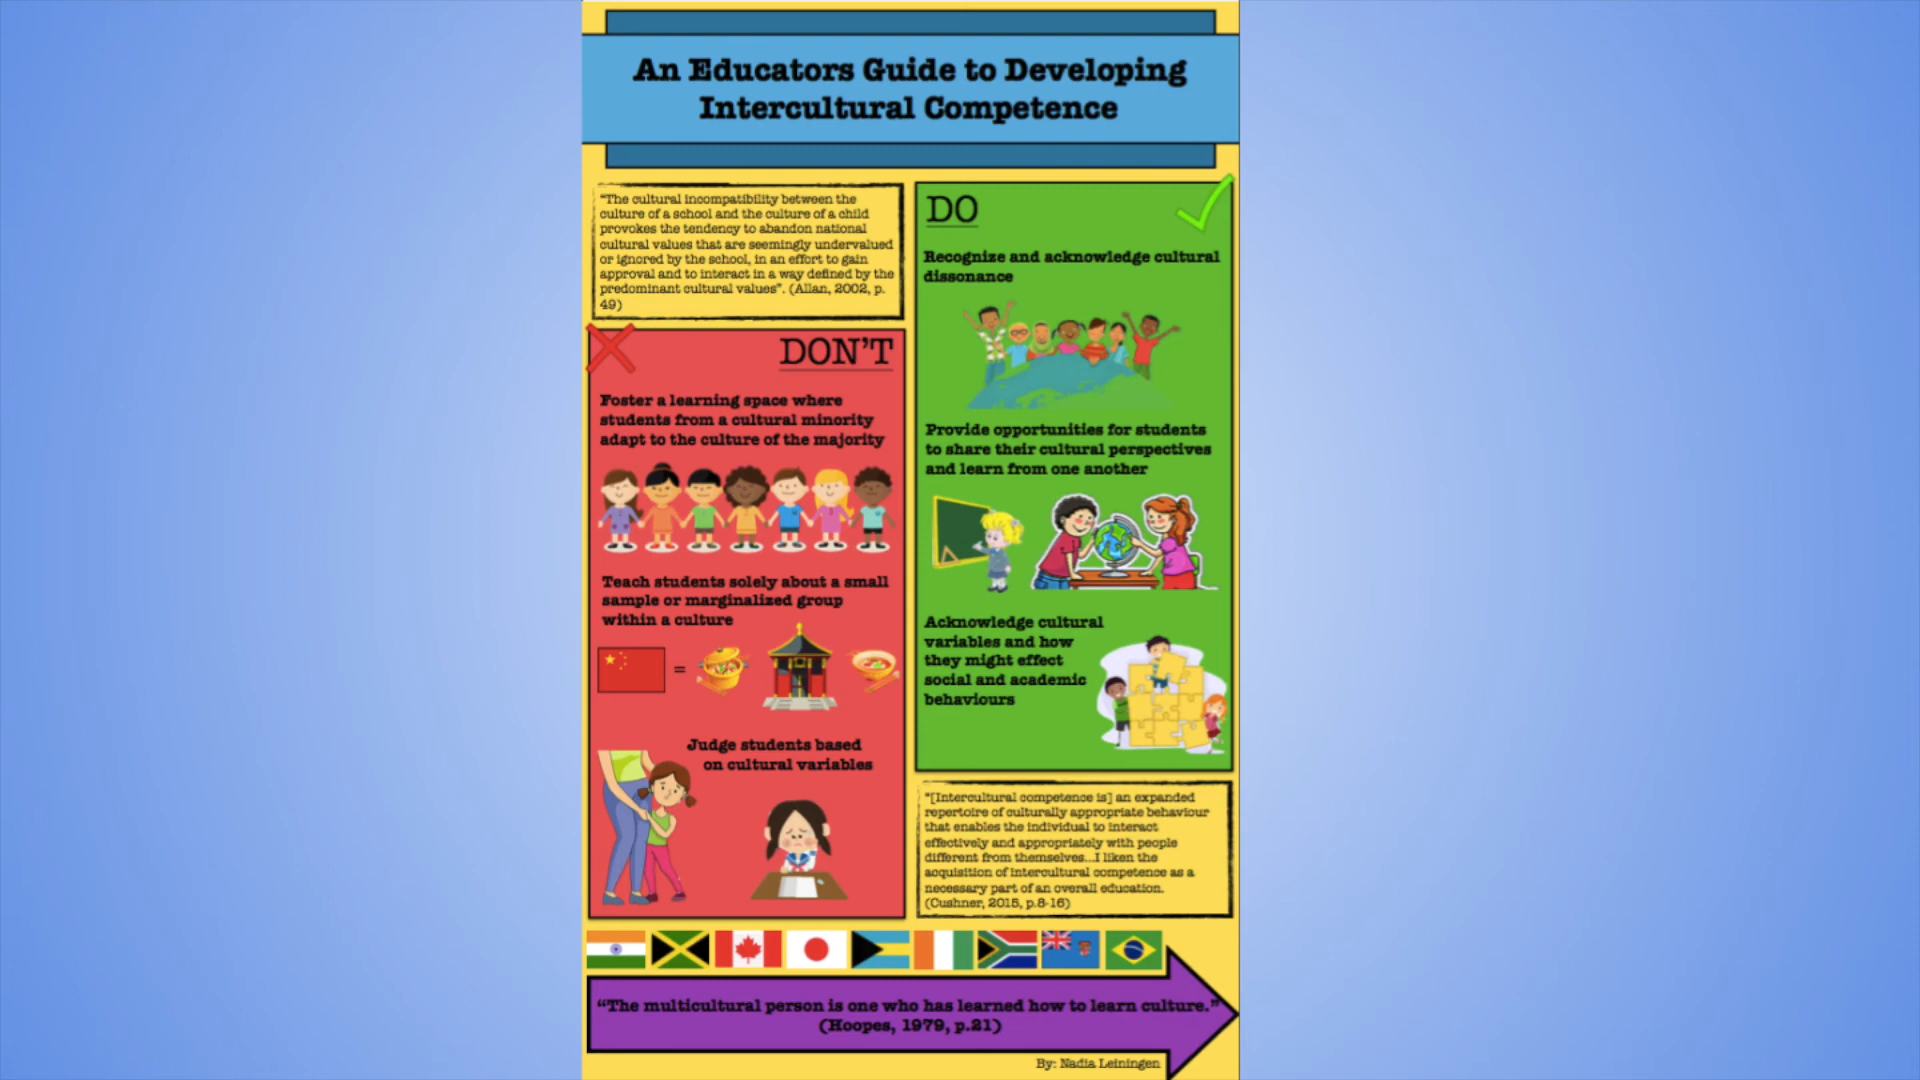 An Educators Guide to Developing
Intercultural Competence
"The cultural incompatibility between the
culture of a school and the culture of a child
provokes the tendency to abandon national
cultural values that are seemingly undervalued
or ignored by the school, in an effort to gain
approval and to interact in a way defined by the
predominant cultural values". (Allan, 2002, p.
49)
DON'T
Foster a learning space where
students from a cultural minority
adapt to the culture of the majority
Teach students solely about a small
sample or marginalized group
within a culture
=
Judge students based
on cultural variables
DO
Recognize and acknowledge cultural
dissonance
Provide opportunities for students
to share their cultural perspectives
and learn from one another
Acknowledge cultural
variables and how
they might effect
social and academic
behaviours
"[Intercultural competence is] an expanded
repertoire of culturally appropriate behaviour
that enables the individual to interact
effectively and appropriately with people
different from themselves...I liken the
acquisition of intercultural competence as a
necessary part of an overall education.
(Cushner, 2015, p.8-16)
"The multicultural person is one who has learned how to learn culture."
(Hoopes, 1979, p.21)
By: Nadia Leiningen